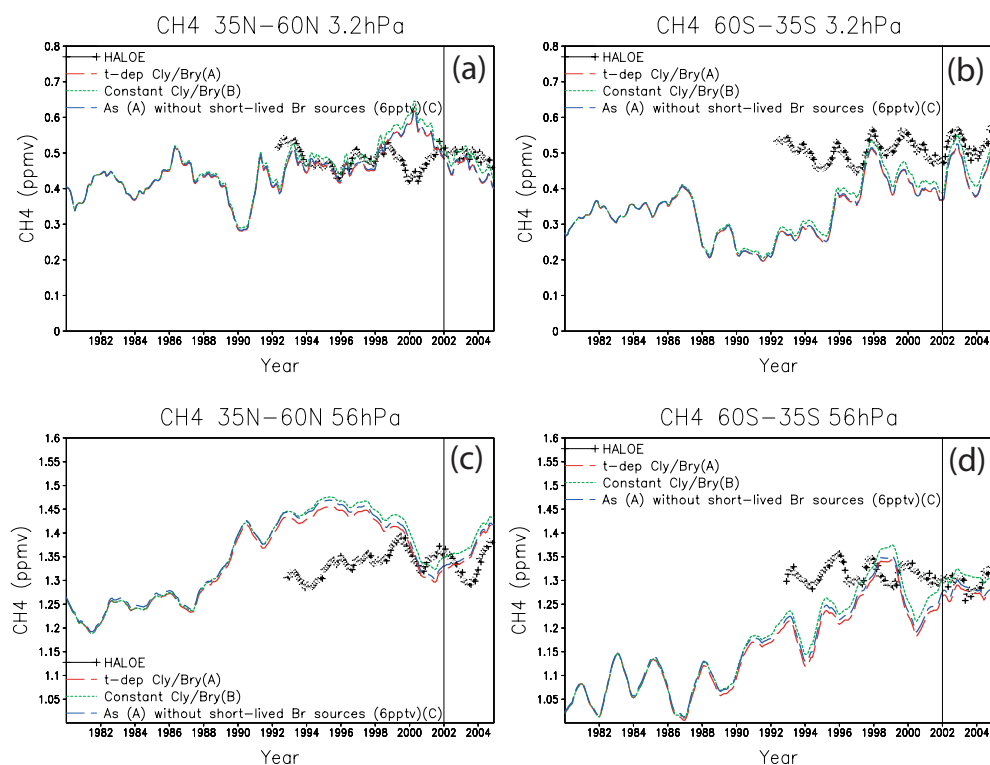 CH4 35N−60N 3.2hPa
(a)
HALOE
t-dep Cly/Bry(A)
Constant Cly/Bry(B)
As (A) without short-lived Br sources (6pptv)(C)
CH4 (ppmv)
0.8
0.7
0.6
0.5
0.4
0.3
0.2
0.1
0
1982 1984 1986 1988 1990 1992 1994 1996 1998 2000 2002 2004
Year
CH4 60S−35S 3.2hPa
(b)
HALOE
t-dep Cly/Bry(A)
Constant Cly/Bry(B)
As (A) without short-lived Br sources (6pptv)(C)
CH4 (ppmv)
0.8
0.7
0.6
0.5
0.4
0.3
0.2
0.1
0
1982 1984 1986 1988 1990 1992 1994 1996 1998 2000 2002 2004
Year
CH4 35N−60N 56hPa
(c)
CH4 (ppmv)
1.6
1.55
1.5
1.45
1.4
1.35
1.3
1.25
1.2
1.15
1.1
1.05
HALOE
t-dep Cly/Bry(A)
Constant Cly/Bry(B)
As (A) without short-lived Br sources (6pptv)(C)
1982 1984 1986 1988 1990 1992 1994 1996 1998 2000 2002 2004
Year
CH4 60S−35S 56hPa
(d)
HALOE
t-dep Cly/Bry(A)
Constant Cly/Bry(B)
As (A) without short-lived Br sources (6pptv)(C)
CH4 (ppmv)
1.6
1.55
1.5
1.45
1.4
1.35
1.3
1.25
1.2
1.15
1.1
1.05
1982 1984 1986 1988 1990 1992 1994 1996 1998 2000 2002 2004
Year